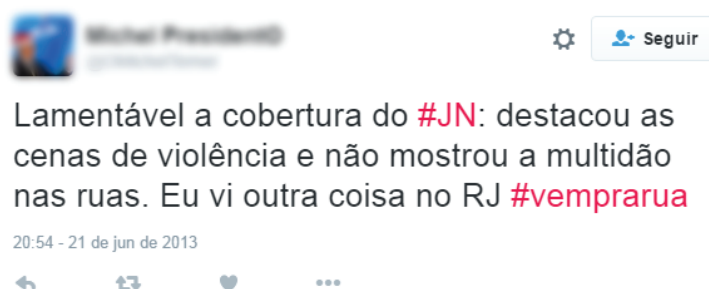 Seguir
Lamentável a cobertura do #JN: destacou as
cenas de violência e não mostrou a multidão
nas ruas. Eu vi outra coisa no RJ #vemprarua
20:54 - 21 de jun de 2013